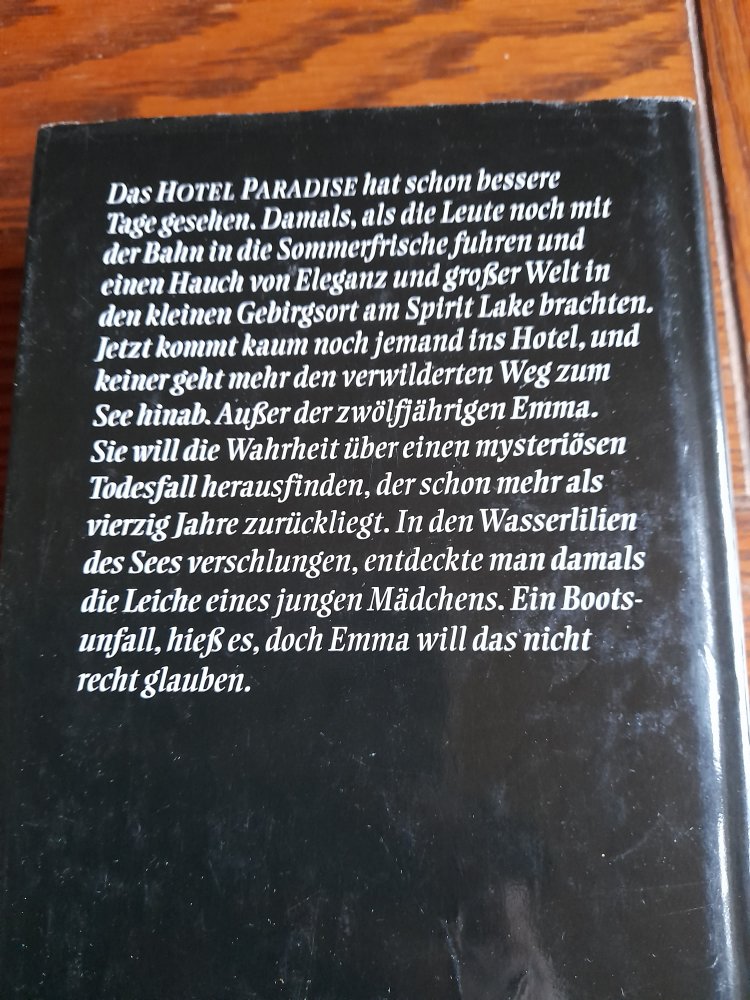 Das HOTEL PARADISE hat schon bessere
Tage gesehen. Damals, als die Leute noch mit
der Bahn in die Sommerfrische fuhren und
einen Hauch von Eleganz und großer Welt in
den kleinen Gebirgsort am Spirit Lake brachten.
Jetzt kommt kaum noch jemand ins Hotel, und
keiner geht mehr den verwilderten Weg zum
See hinab. Außer der zwölfjährigen Emma.
Sie will die Wahrheit über einen mysteriösen
Todesfall herausfinden, der schon mehr als
vierzig Jahre zurückliegt. In den Wasserlilien
des Sees verschlungen, entdeckte man damals
die Leiche eines jungen Mädchens. Ein Boots-
unfall, hieß es, doch Emma will das nicht
recht glauben.